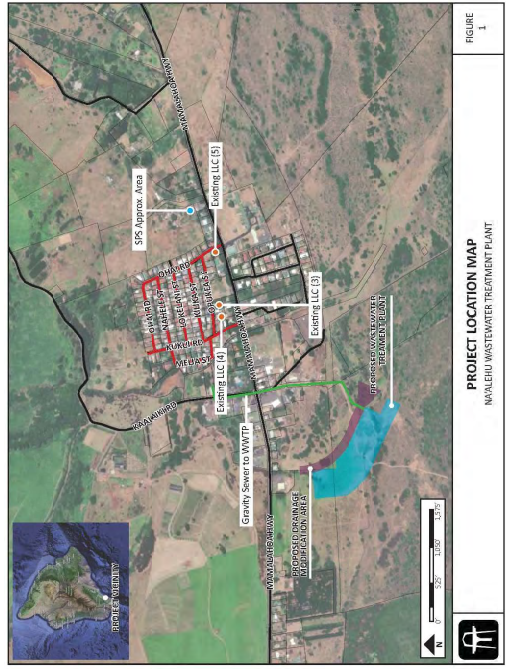 PROJECT VICINITY
MAMALAHOA HWY
SPS Approx. Area
Existing LLC (5)
OHAI RD
OHAI RD
NAHELE ST
LOKELANI ST
KUKUI RD
MELIA ST
Existing LLC (4)
Existing LLC (3)
MAMALAHOA HWY
KAALAIKI RD
Gravity Sewer to WWTP
MAMALAHOA HWY
PROPOSED DRAINAGE
MODIFICATION AREA
PROPOSED WASTEWATER
TREATMENT PLANT
N
0' 525' 1,050' 1,575'
PROJECT LOCATION MAP
NA'ALEHU WASTEWATER TREATMENT PLANT
FIGURE
1